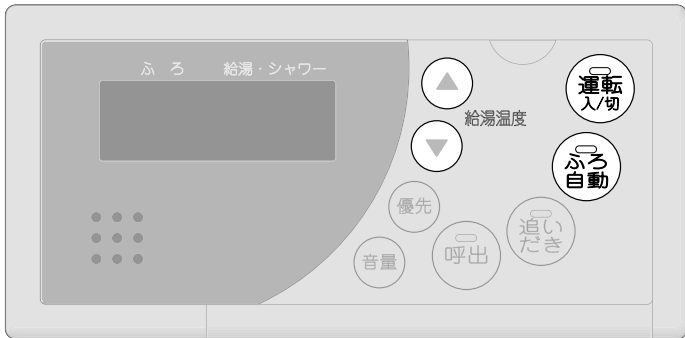 ふろ 給湯・シャワー
▲
給湯温度
▼
運転
入/切
ふろ
自動
優先
音量
呼出
追い
だき